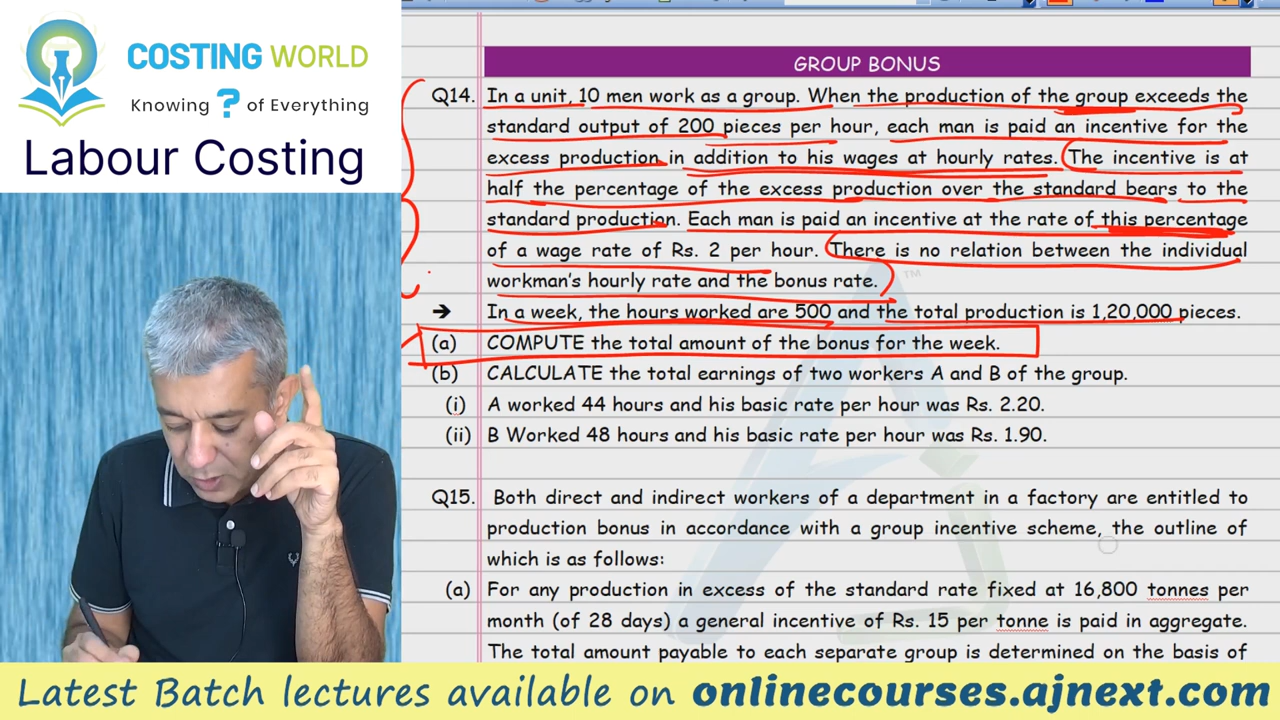 COSTING WORLD
Knowing ? of Everything
Labour Costing
GROUP BONUS
Q14. In a unit, 10 men work as a group. When the production of the group exceeds the
standard output of 200 pieces per hour, each man is paid an incentive for the
excess production in addition to his wages at hourly rates. The incentive is at
half the percentage of the excess production over the standard bears to the
standard production. Each man is paid an incentive at the rate of this percentage
of a wage rate of Rs. 2 per hour. There is no relation between the individual
workman's hourly rate and the bonus rate.
➔ In a week, the hours worked are 500 and the total production is 1,20,000 pieces.
(a) COMPUTE the total amount of the bonus for the week.
(b) CALCULATE the total earnings of two workers A and B of the group.
(i) A worked 44 hours and his basic rate per hour was Rs. 2.20.
(ii) B Worked 48 hours and his basic rate per hour was Rs. 1.90.
Q15. Both direct and indirect workers of a department in a factory are entitled to
production bonus in accordance with a group incentive scheme, the outline of
which is as follows:
(a) For any production in excess of the standard rate fixed at 16,800 tonnes per
month (of 28 days) a general incentive of Rs. 15 per tonne is paid in aggregate.
The total amount payable to each separate group is determined on the basis of
Latest Batch lectures available on onlinecourses.ajnext.com